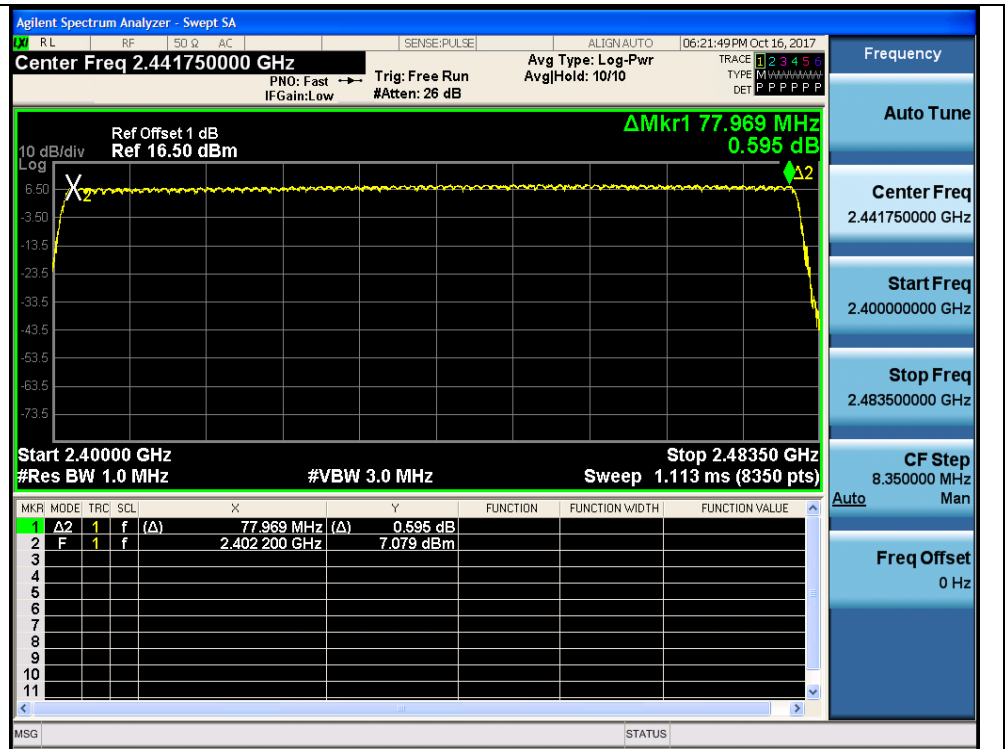 Agilent Spectrum Analyzer - Swept SA
LXI RL RF 50 Ω AC SENSE:PULSE ALIGN AUTO 06:21:49 PM Oct 16, 2017
Center Freq 2.441750000 GHz
PNO: Fast
IFGain:Low
Trig: Free Run
#Atten: 26 dB
Avg Type: Log-Pwr
Avg|Hold: 10/10
TRACE 1 2 3 4 5 6
TYPE M WWWWW
DET P P P P P P
ΔMkr1 77.969 MHz
0.595 dB
Ref Offset 1 dB
10 dB/div Ref 16.50 dBm
Log
6.50
-3.50
-13.5
-23.5
-33.5
-43.5
-53.5
-63.5
-73.5
X2
Δ2
Start 2.40000 GHz Stop 2.48350 GHz
#Res BW 1.0 MHz #VBW 3.0 MHz Sweep 1.113 ms (8350 pts)
MKR MODE TRC SCL X Y FUNCTION FUNCTION WIDTH FUNCTION VALUE
1 Δ2 1 f (Δ) 77.969 MHz (Δ) 0.595 dB
2 F 1 f 2.402 200 GHz 7.079 dBm
3
4
5
6
7
8
9
10
11
MSG STATUS
Frequency
Auto Tune
Center Freq
2.441750000 GHz
Start Freq
2.400000000 GHz
Stop Freq
2.483500000 GHz
CF Step
8.350000 MHz
Auto Man
Freq Offset
0 Hz